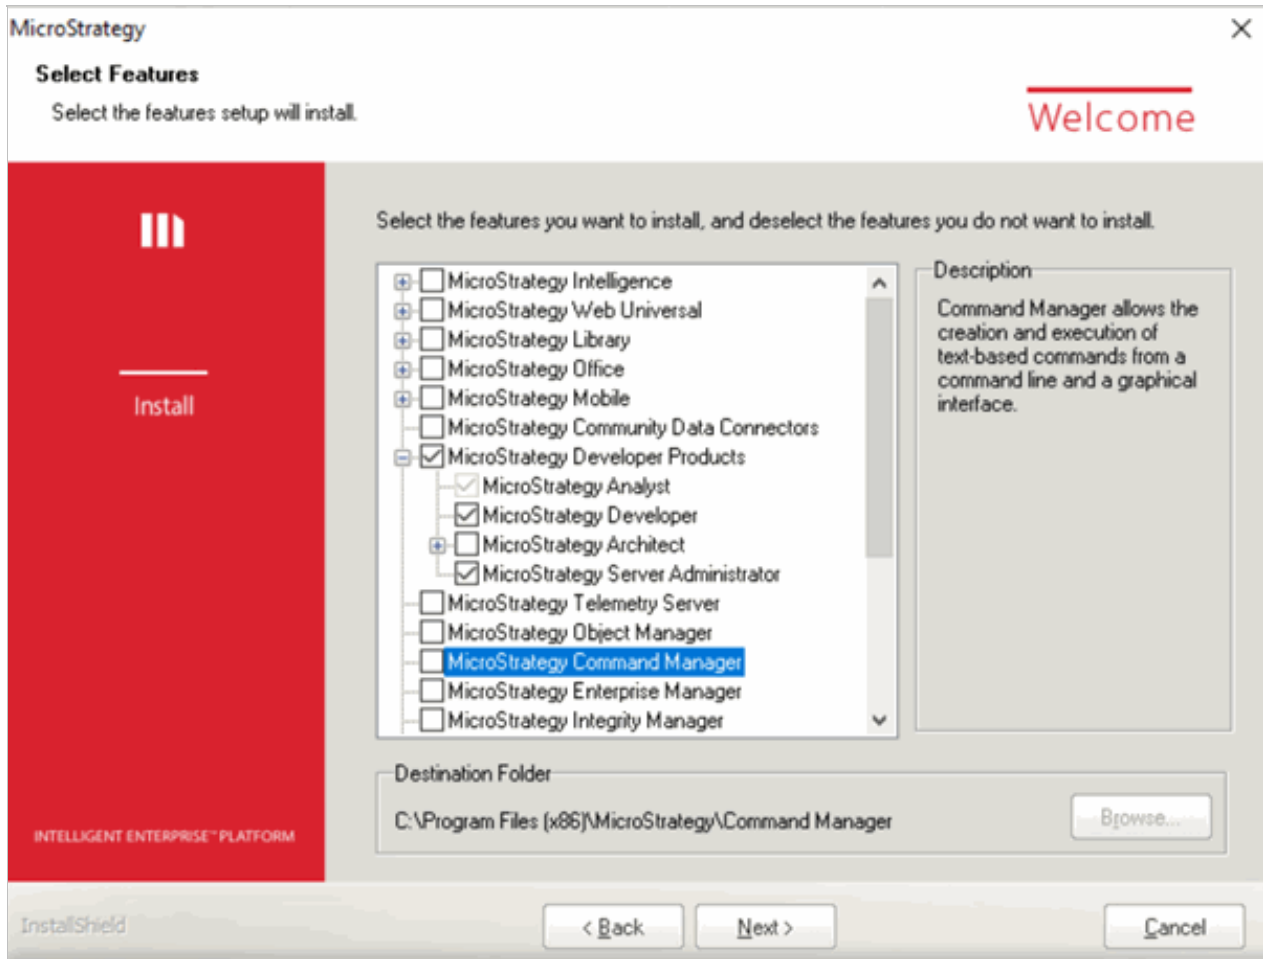 MicroStrategy
Select Features
Select the features setup will install.
Welcome
Install
INTELLIGENT ENTERPRISE™ PLATFORM
Select the features you want to install, and deselect the features you do not want to install.
MicroStrategy Intelligence
MicroStrategy Web Universal
MicroStrategy Library
MicroStrategy Office
MicroStrategy Mobile
MicroStrategy Community Data Connectors
MicroStrategy Developer Products
MicroStrategy Analyst
MicroStrategy Developer
MicroStrategy Architect
MicroStrategy Server Administrator
MicroStrategy Telemetry Server
MicroStrategy Object Manager
MicroStrategy Command Manager
MicroStrategy Enterprise Manager
MicroStrategy Integrity Manager
Description
Command Manager allows the
creation and execution of
text-based commands from a
command line and a graphical
interface.
Destination Folder
C:\Program Files (x86)\MicroStrategy\Command Manager
Browse...
InstallShield
< Back
Next >
Cancel